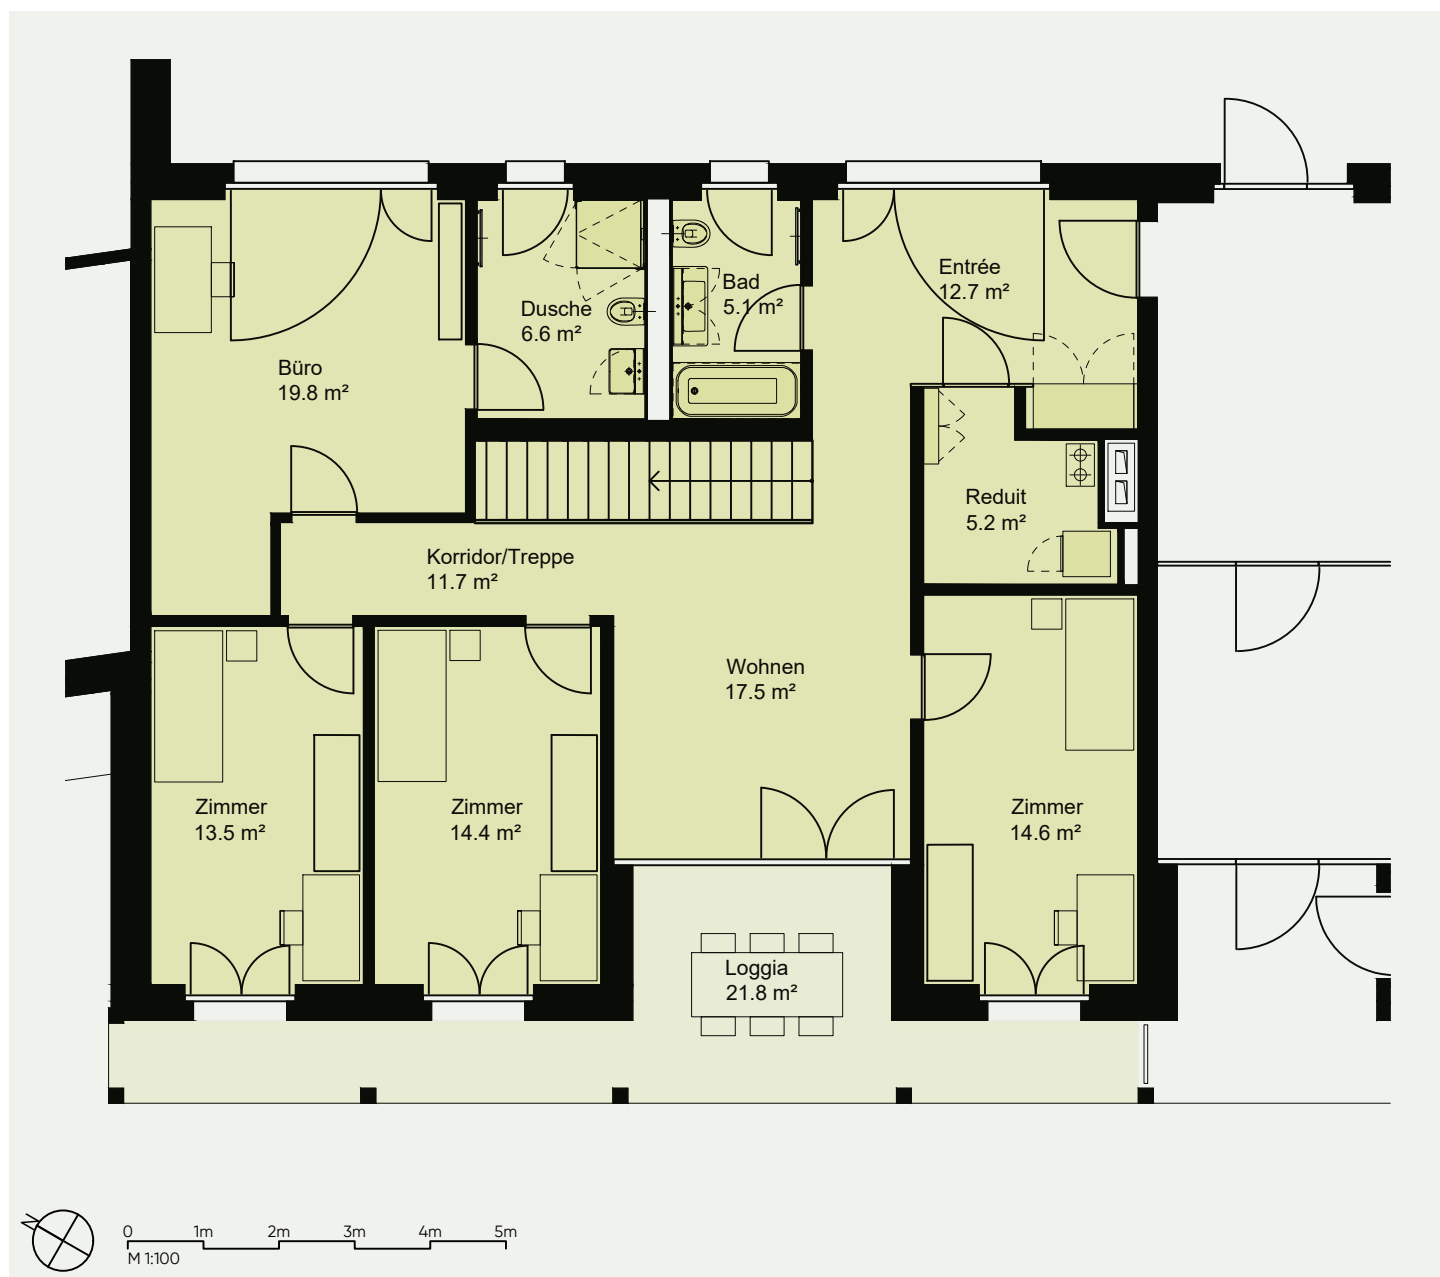 Entrée
12.7 m²
Bad
5.1 m²
Dusche
6.6 m²
Büro
19.8 m²
Reduit
5.2 m²
Korridor/Treppe
11.7 m²
Wohnen
17.5 m²
Zimmer
13.5 m²
Zimmer
14.4 m²
Zimmer
14.6 m²
Loggia
21.8 m²
N
0 1m 2m 3m 4m 5m
M 1:100